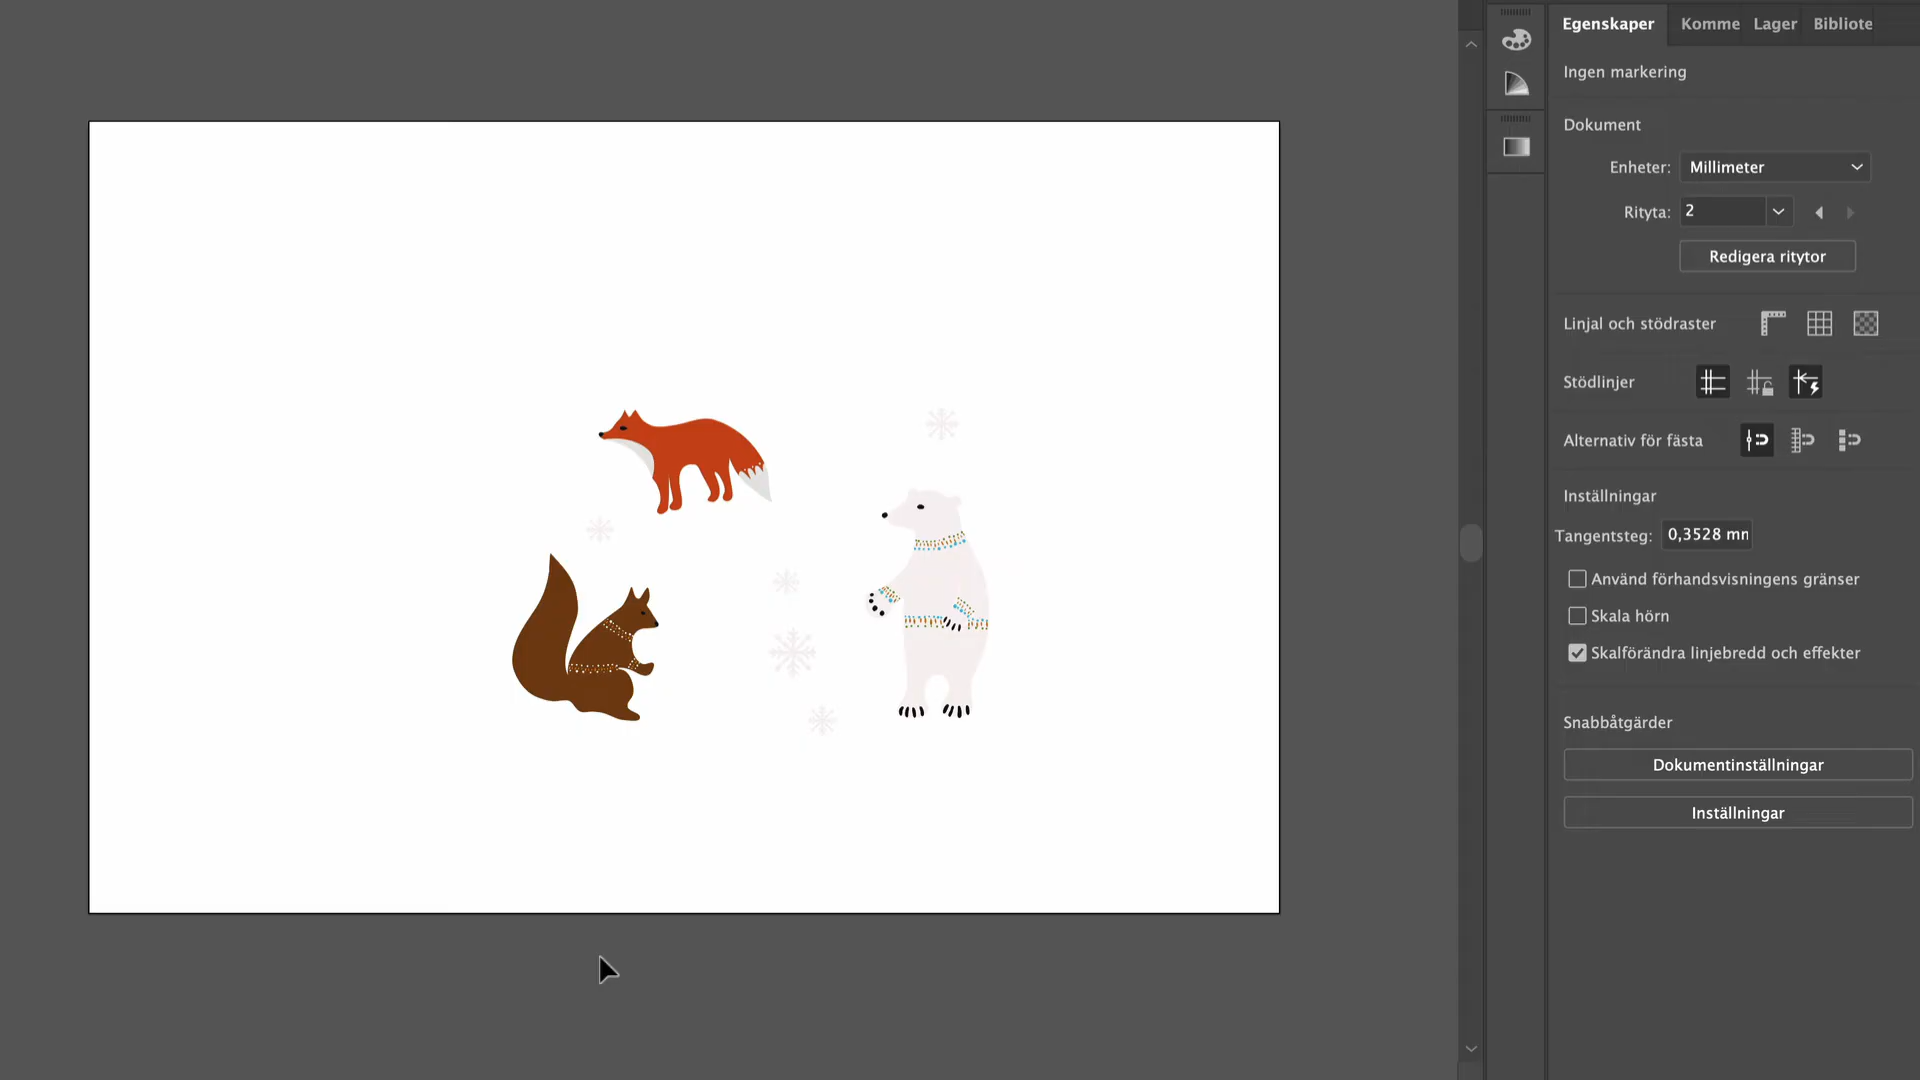 Egenskaper Komme Lager Bibliote
Ingen markering
Dokument
Enheter: Millimeter
Rityta: 2
Redigera ritytor
Linjal och stödraster
Stödlinjer
Alternativ för fästa
Inställningar
Tangentsteg: 0,3528 mr
Använd förhandsvisningens gränser
Skala hörn
Skalförändra linjebredd och effekter
Snabbåtgärder
Dokumentinställningar
Inställningar